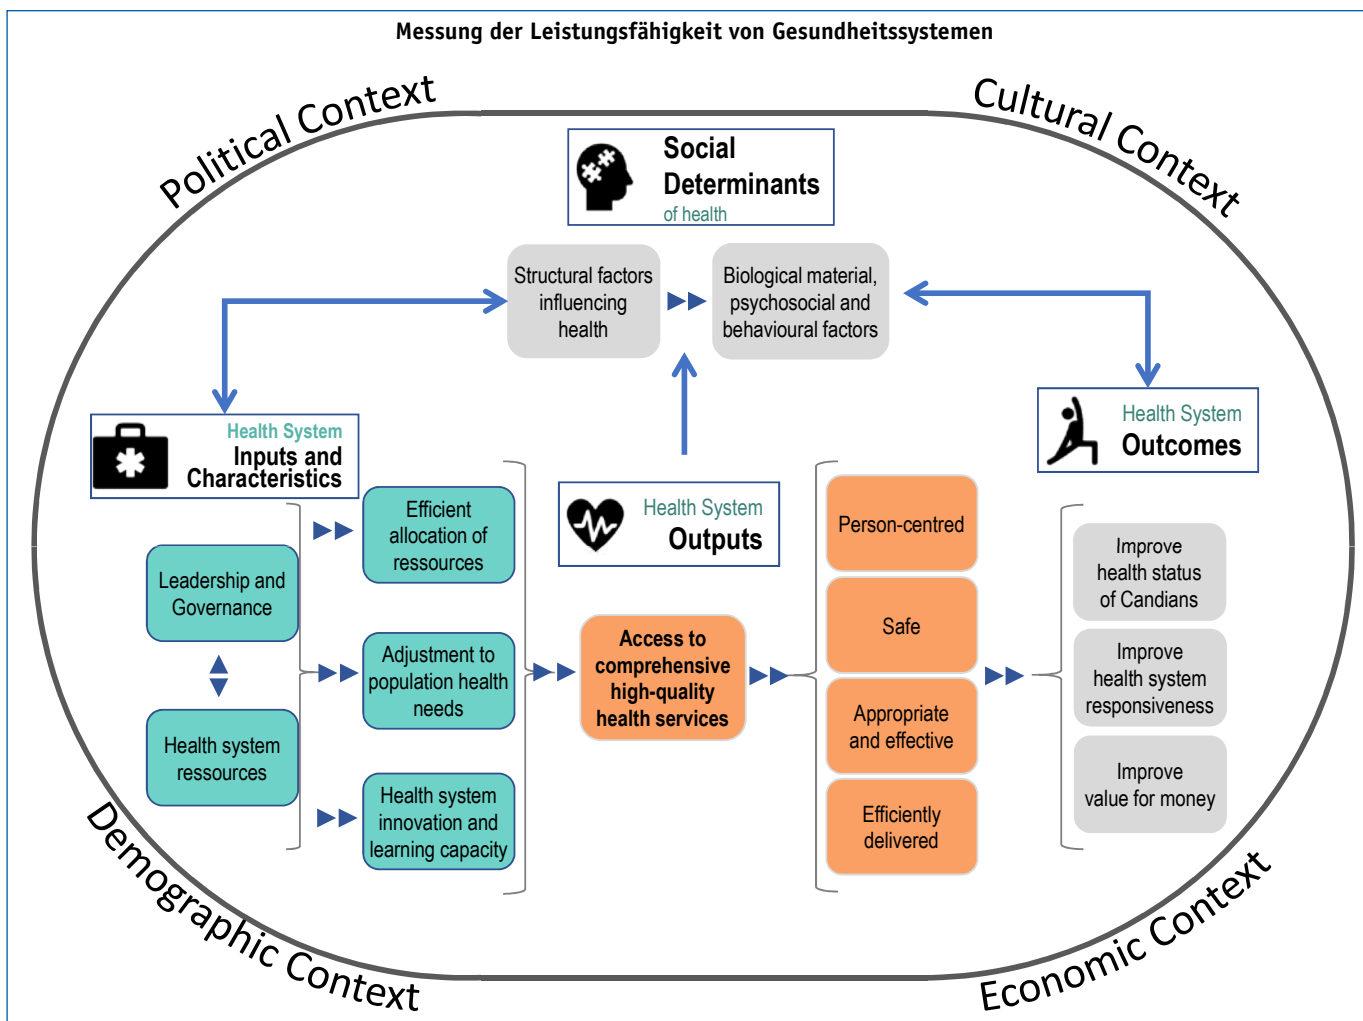 Messung der Leistungsfähigkeit von Gesundheitssystemen
Political Context
Cultural Context
Social
Determinants
of health
Structural factors
influencing
health
Biological material,
psychosocial and
behavioural factors
Health System
Inputs and
Characteristics
Health System
Outputs
Health System
Outcomes
Leadership and
Governance
Health system
ressources
Efficient
allocation of
ressources
Adjustment to
population health
needs
Health system
innovation and
learning capacity
Access to
comprehensive
high-quality
health services
Person-centred
Safe
Appropriate
and effective
Efficiently
delivered
Improve
health status
of Candians
Improve
health system
responsiveness
Improve
value for money
Demographic Context
Economic Context